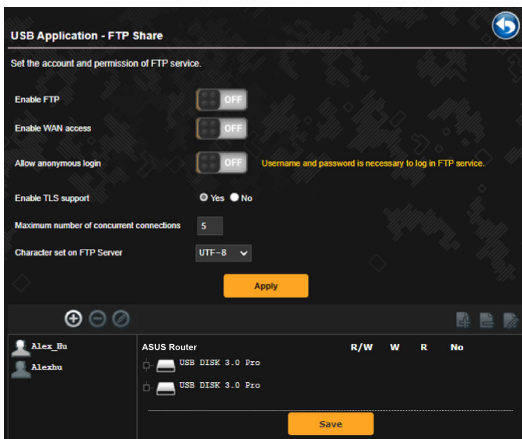 USB Application - FTP Share
Set the account and permission of FTP service.
Enable FTP OFF
Enable WAN access OFF
Allow anonymous login OFF Username and password is necessary to log in FTP service.
Enable TLS support Yes No
Maximum number of concurrent connections 5
Character set on FTP Server UTF-8
Apply
Alex_Hu
Alexhu
ASUS Router R/W W R No
USB DISK 3.0 Pro
USB DISK 3.0 Pro
Save